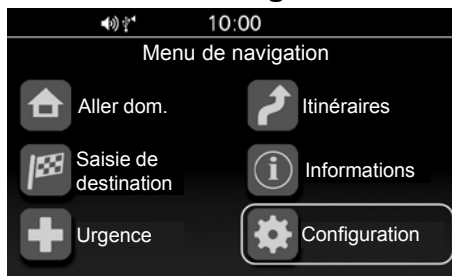 10:00
Menu de navigation
Aller dom.
Itinéraires
Saisie de
destination
Informations
Urgence
Configuration